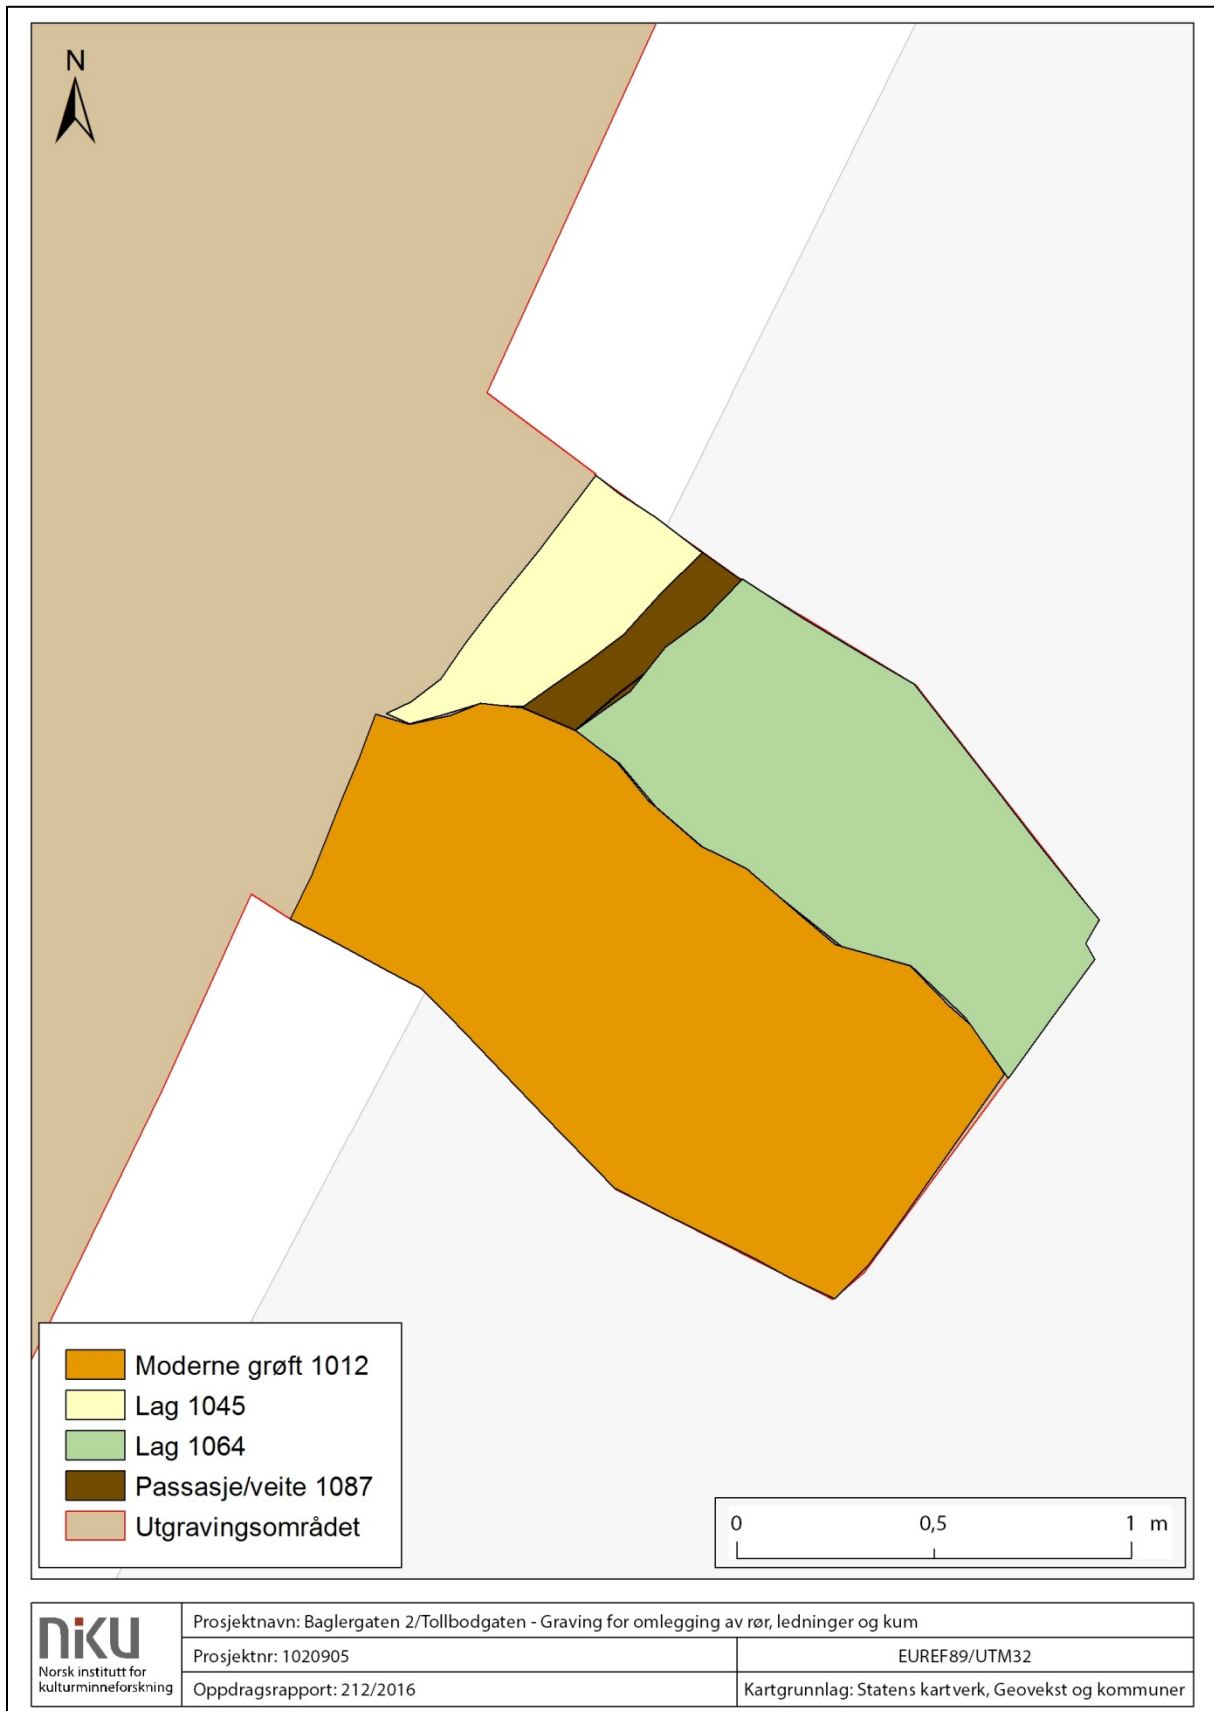 N
Moderne grøft 1012
Lag 1045
Lag 1064
Passasje/veite 1087
Utgravingsområdet
0 0,5 1 m
niku
Norsk institutt for
kulturminneforskning
Prosjektnavn: Baglergaten 2/Tollbodgaten - Graving for omlegging av rør, ledninger og kum
Prosjektnr: 1020905
EUREF89/UTM32
Oppdragsrapport: 212/2016
Kartgrunnlag: Statens kartverk, Geovekst og kommuner